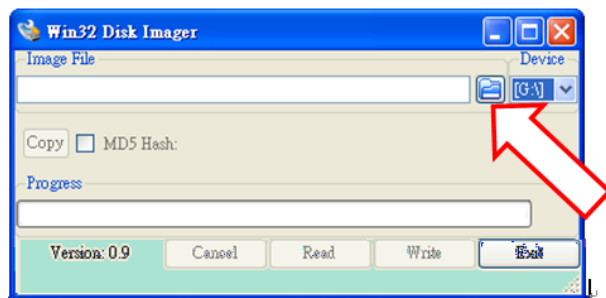 Win32 Disk Imager
Image File
Device
[G:\]
Copy
MD5 Hash:
Progress
Version: 0.9
Cancel
Read
Write
Exit